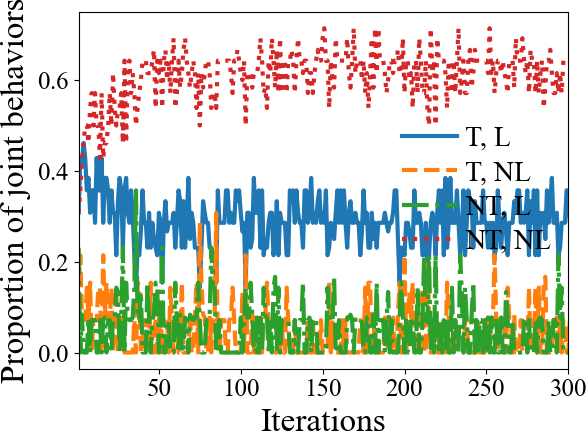 Proportion of joint behaviors
0.6
0.4
0.2
0.0
T, L
T, NL
NT, L
NT, NL
50
100
150
200
250
300
Iterations